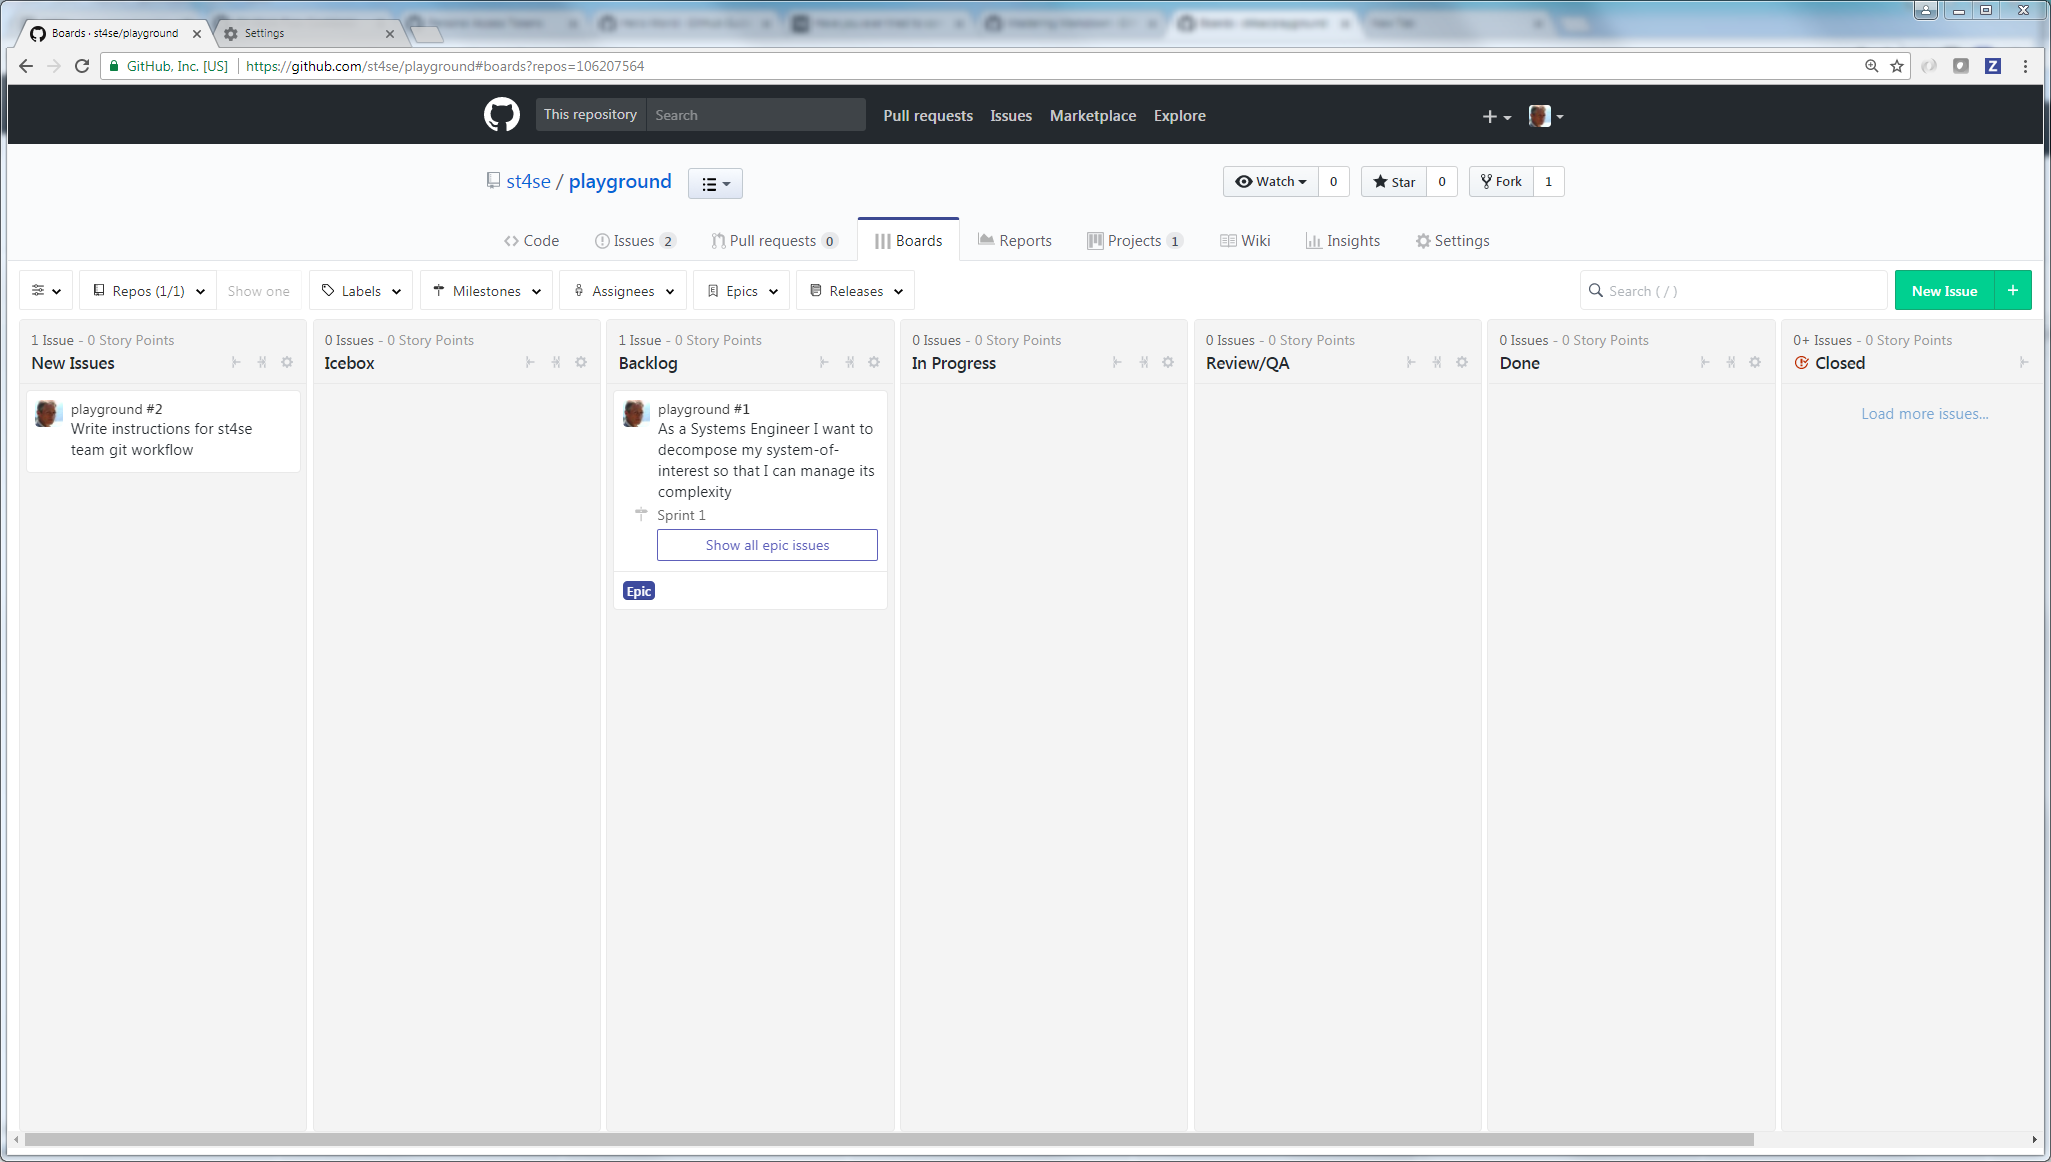 Boards · st4se/playground
Settings
GitHub, Inc. [US]
https://github.com/st4se/playground#boards?repos=106207564
Z
This repository
Search
Pull requests
Issues
Marketplace
Explore
st4se / playground
Watch 0
Star 0
Fork 1
Code
Issues 2
Pull requests 0
Boards
Reports
Projects 1
Wiki
Insights
Settings
Repos (1/1)
Show one
Labels
Milestones
Assignees
Epics
Releases
Search ( / )
New Issue +
1 Issue - 0 Story Points
New Issues
playground #2
Write instructions for st4se
team git workflow
0 Issues - 0 Story Points
Icebox
1 Issue - 0 Story Points
Backlog
playground #1
As a Systems Engineer I want to
decompose my system-of-
interest so that I can manage its
complexity
Sprint 1
Show all epic issues
Epic
0 Issues - 0 Story Points
In Progress
0 Issues - 0 Story Points
Review/QA
0 Issues - 0 Story Points
Done
0+ Issues - 0 Story Points
Closed
Load more issues...